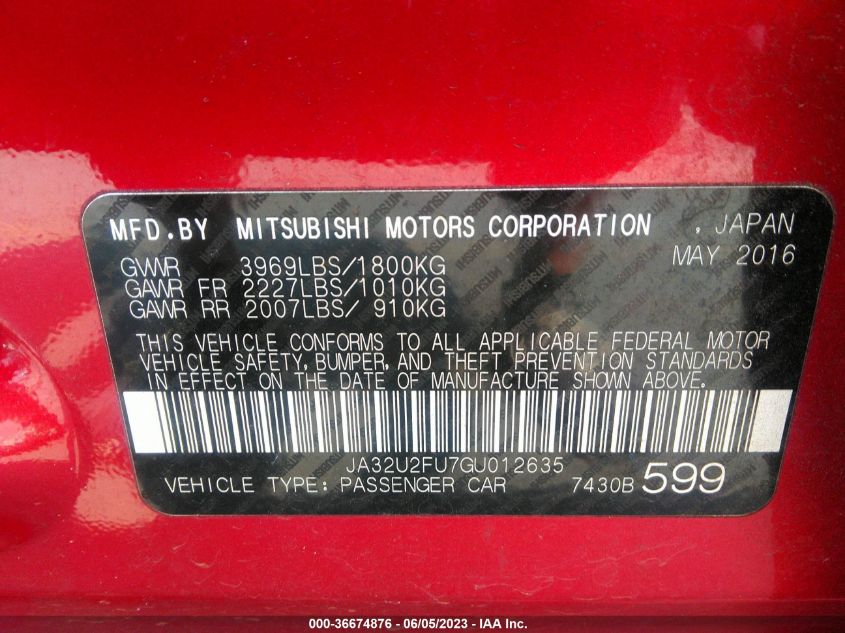 MFD.BY MITSUBISHI MOTORS CORPORATION , JAPAN
MAY 2016
GVWR 3969LBS/1800KG
GAWR FR 2227LBS/1010KG
GAWR RR 2007LBS/ 910KG
THIS VEHICLE CONFORMS TO ALL APPLICABLE FEDERAL MOTOR
VEHICLE SAFETY, BUMPER, AND THEFT PREVENTION STANDARDS
IN EFFECT ON THE DATE OF MANUFACTURE SHOWN ABOVE.
JA32U2FU7GU012635
VEHICLE TYPE: PASSENGER CAR 7430B 599
000-36674876 - 06/05/2023 - IAA Inc.